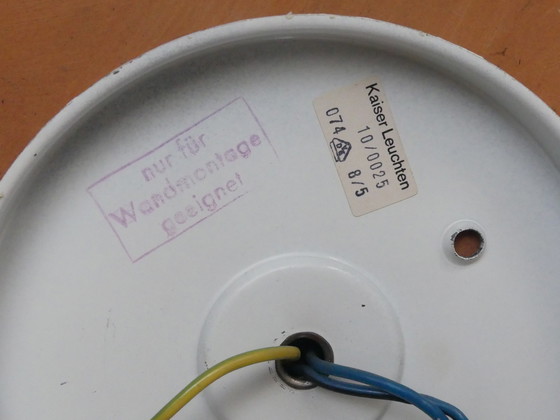 nur für
Wandmontage
geeignet
Kaiser Leuchten
10/0025
074 8/5